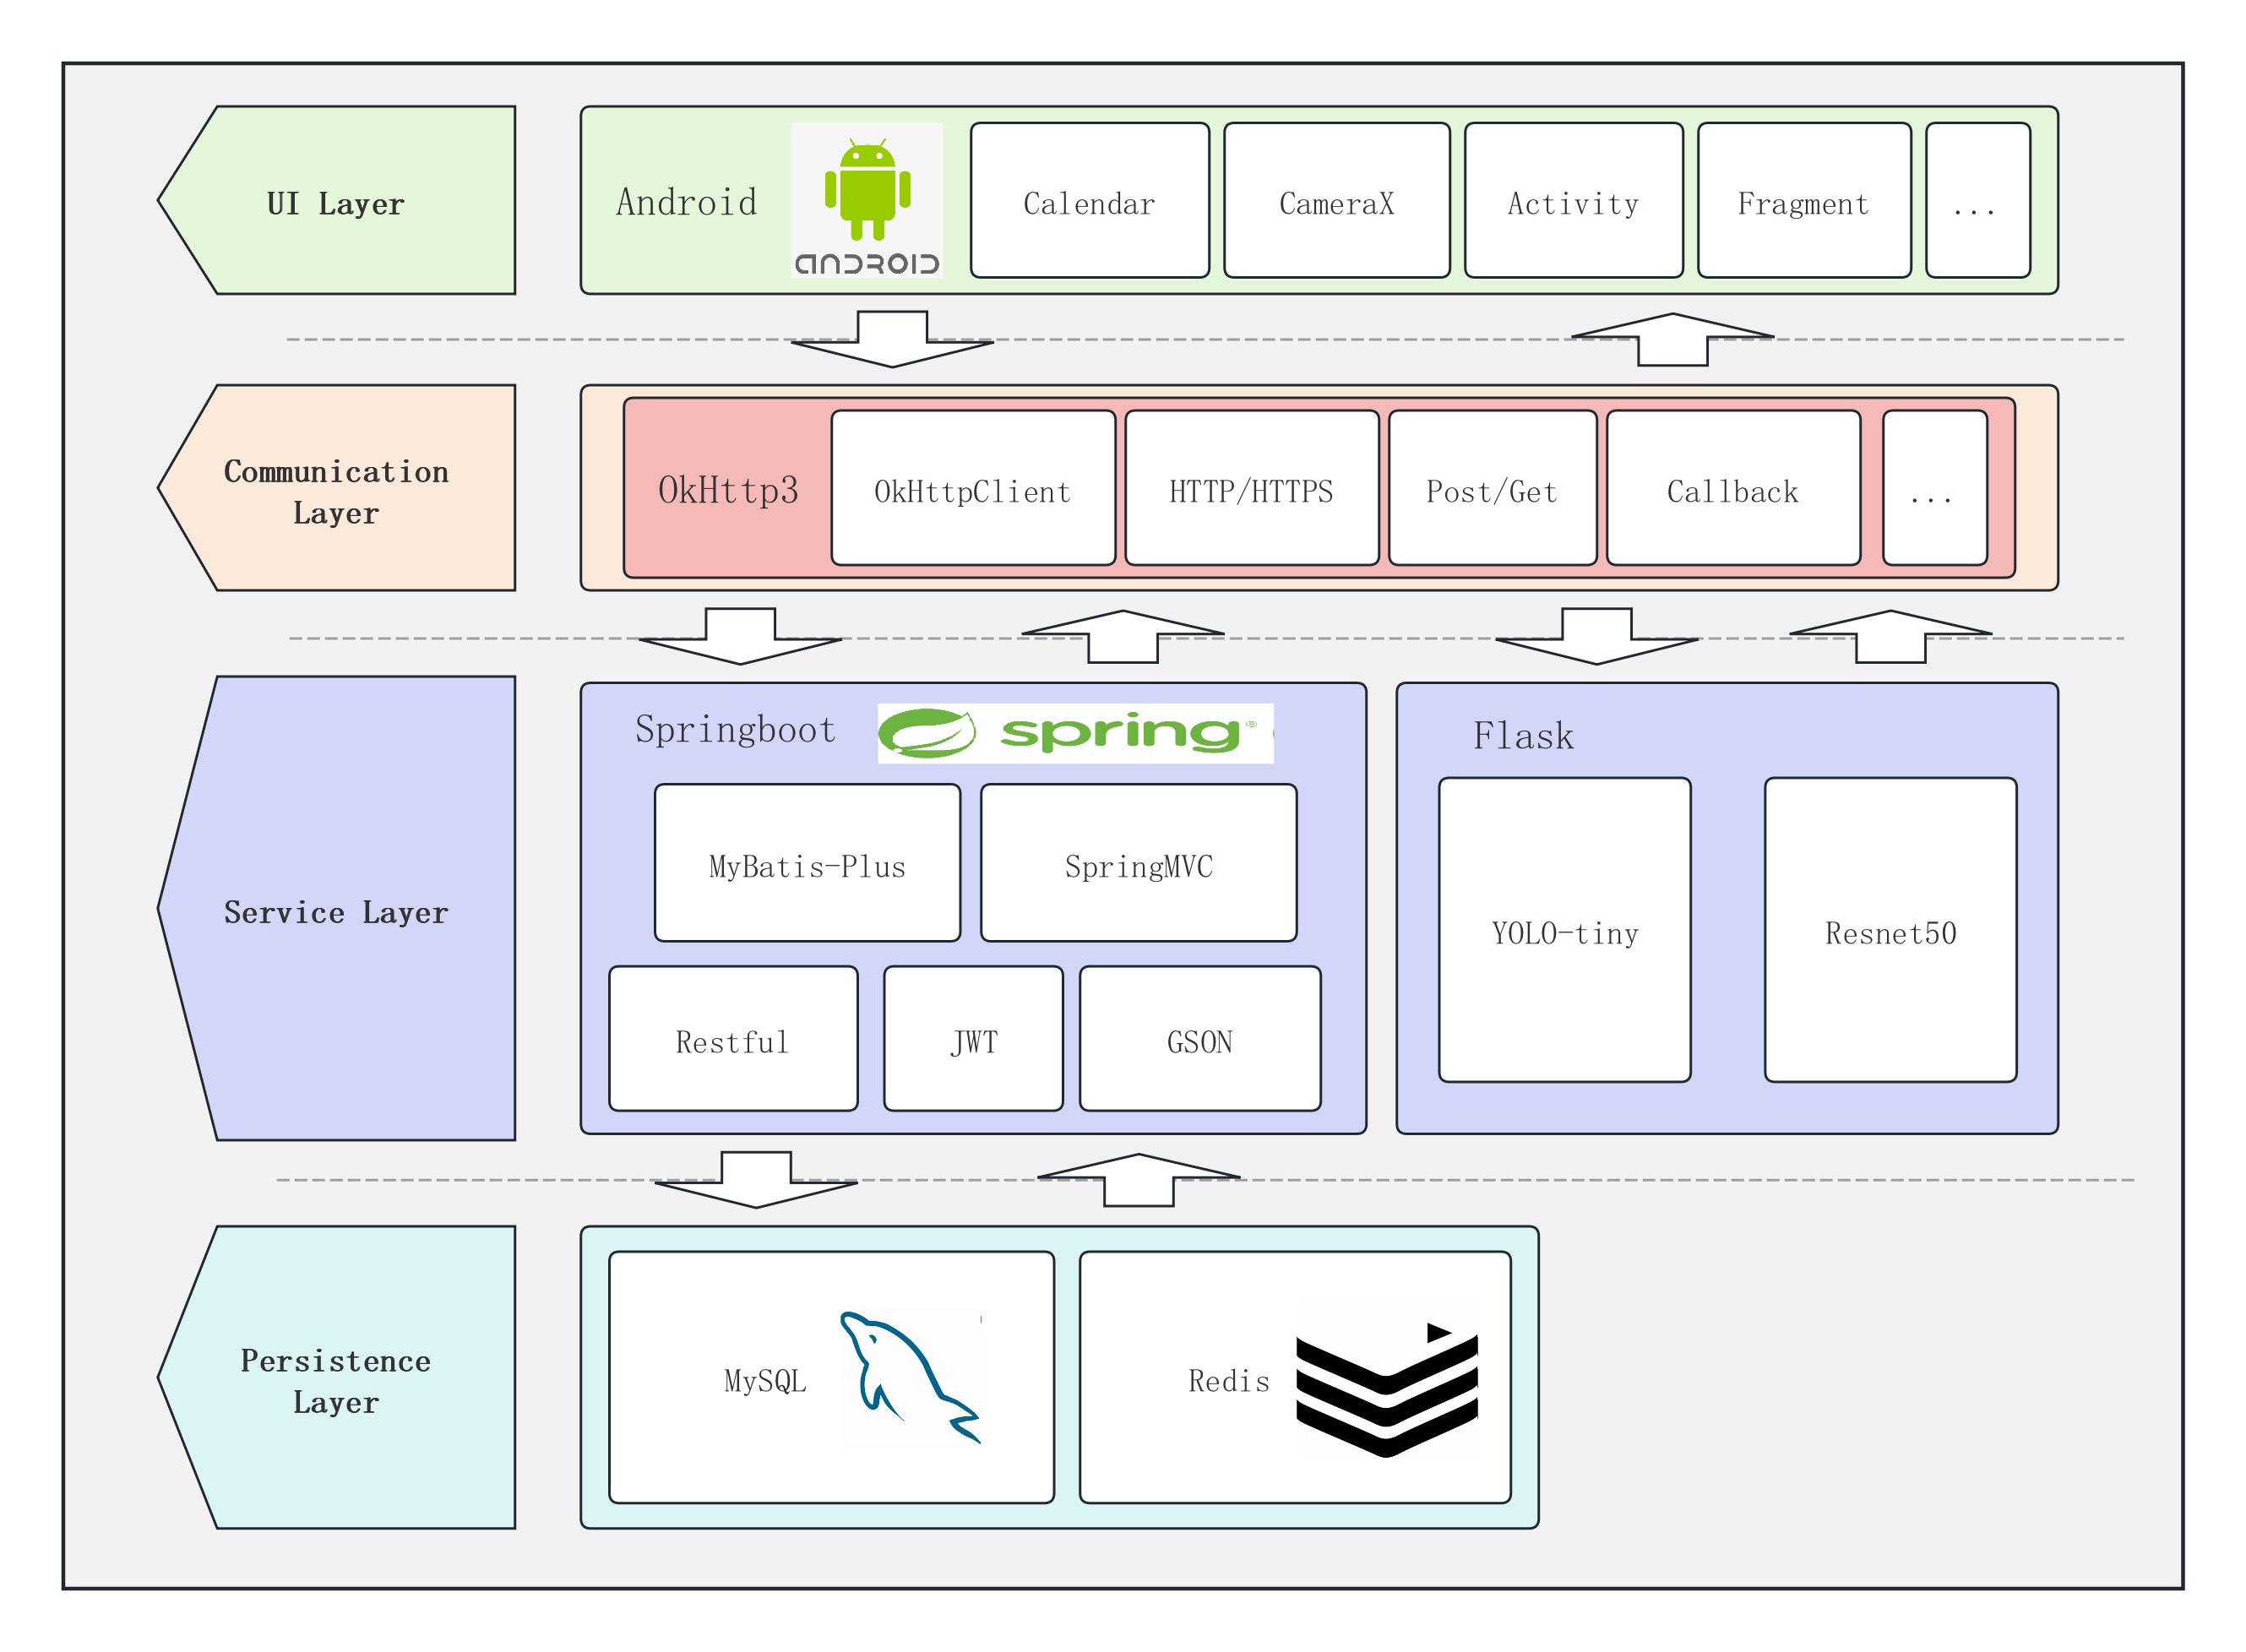 UI Layer
Android
ANDROID
Calendar
CameraX
Activity
Fragment
...
Communication
Layer
OkHttp3
OkHttpClient
HTTP/HTTPS
Post/Get
Callback
...
Service Layer
Springboot
spring®
MyBatis-Plus
SpringMVC
Restful
JWT
GSON
Flask
YOLO-tiny
Resnet50
Persistence
Layer
MySQL
Redis